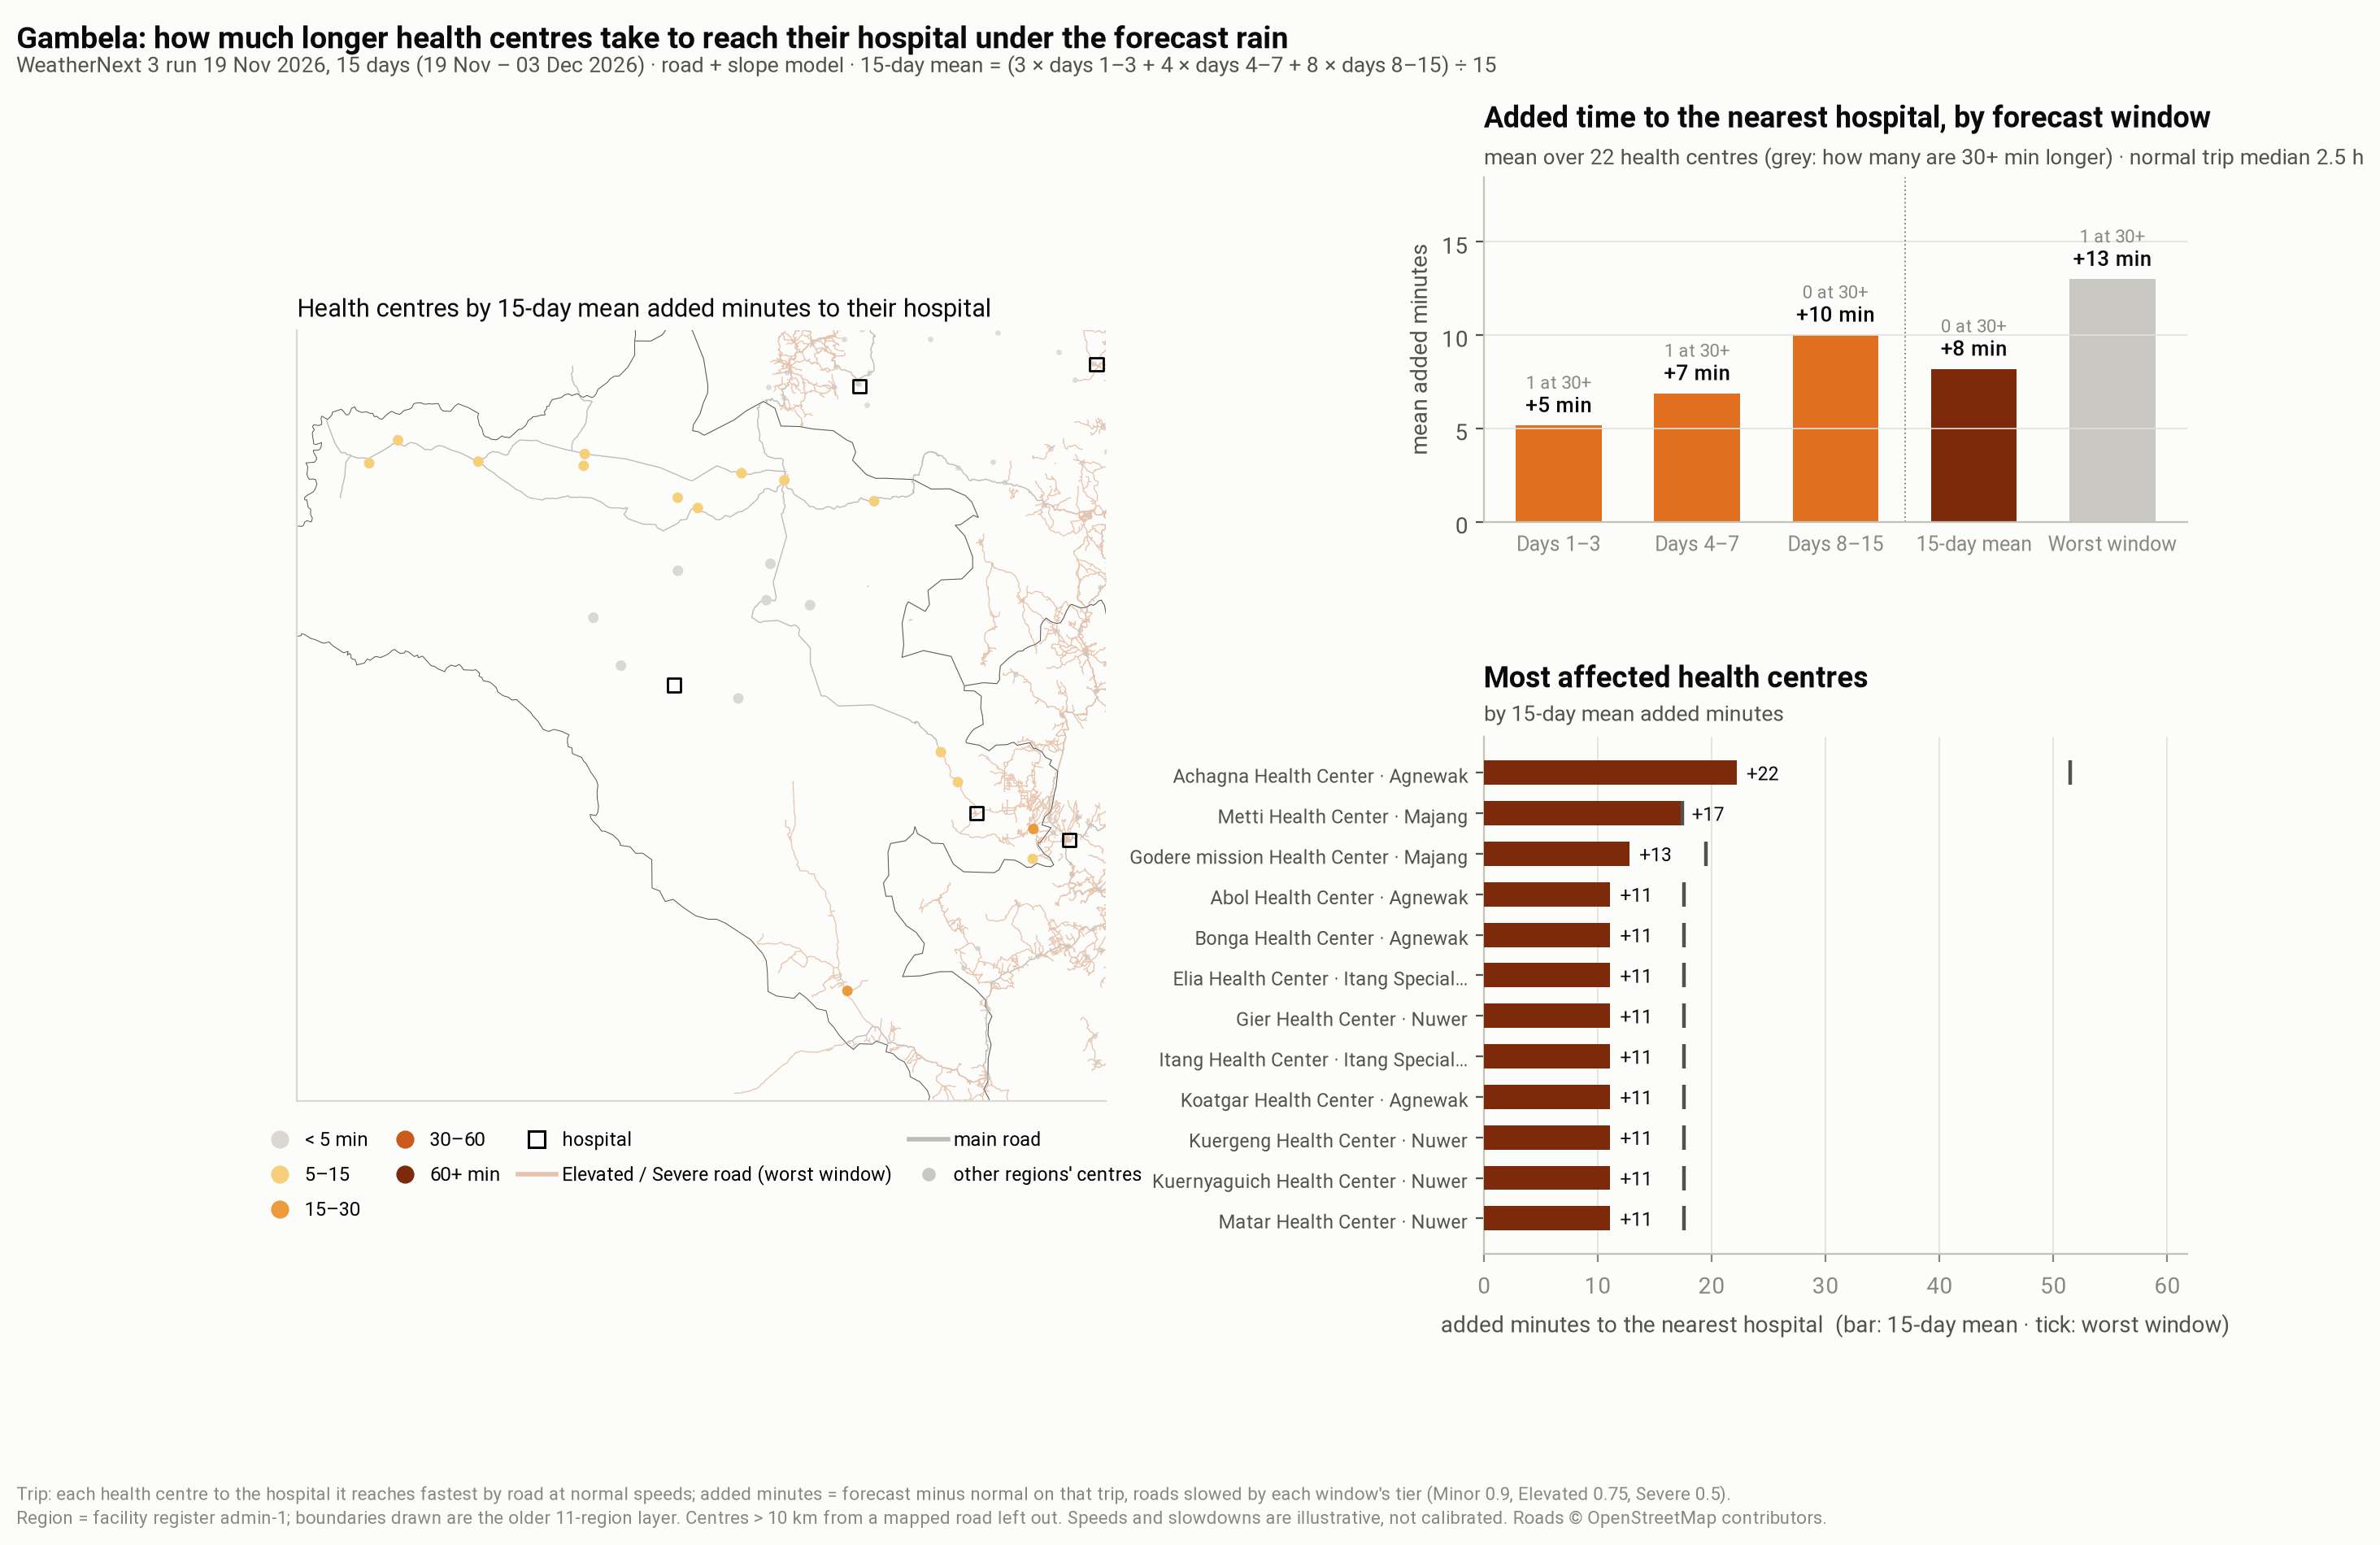 Gambela: how much longer health centres take to reach their hospital under the forecast rain
WeatherNext 3 run 19 Nov 2026, 15 days (19 Nov – 03 Dec 2026) · road + slope model · 15-day mean = (3 × days 1–3 + 4 × days 4–7 + 8 × days 8–15) ÷ 15
Health centres by 15-day mean added minutes to their hospital
< 5 min
5–15
15–30
30–60
60+ min
hospital
Elevated / Severe road (worst window)
main road
other regions' centres
Added time to the nearest hospital, by forecast window
mean over 22 health centres (grey: how many are 30+ min longer) · normal trip median 2.5 h
mean added minutes
15
10
5
0
1 at 30+
+5 min
1 at 30+
+7 min
0 at 30+
+10 min
0 at 30+
+8 min
1 at 30+
+13 min
Days 1–3
Days 4–7
Days 8–15
15-day mean
Worst window
Most affected health centres
by 15-day mean added minutes
Achagna Health Center · Agnewak +22
Metti Health Center · Majang +17
Godere mission Health Center · Majang +13
Abol Health Center · Agnewak +11
Bonga Health Center · Agnewak +11
Elia Health Center · Itang Special... +11
Gier Health Center · Nuwer +11
Itang Health Center · Itang Special... +11
Koatgar Health Center · Agnewak +11
Kuergeng Health Center · Nuwer +11
Kuernyaguich Health Center · Nuwer +11
Matar Health Center · Nuwer +11
0 10 20 30 40 50 60
added minutes to the nearest hospital (bar: 15-day mean · tick: worst window)
Trip: each health centre to the hospital it reaches fastest by road at normal speeds; added minutes = forecast minus normal on that trip, roads slowed by each window's tier (Minor 0.9, Elevated 0.75, Severe 0.5).
Region = facility register admin-1; boundaries drawn are the older 11-region layer. Centres > 10 km from a mapped road left out. Speeds and slowdowns are illustrative, not calibrated. Roads © OpenStreetMap contributors.